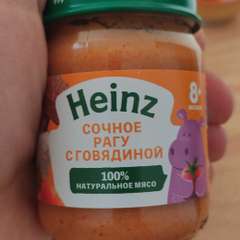 Heinz
8+
СОЧНОЕ
РАГУ
С ГОВЯДИНОЙ
100%
НАТУРАЛЬНОЕ МЯСО